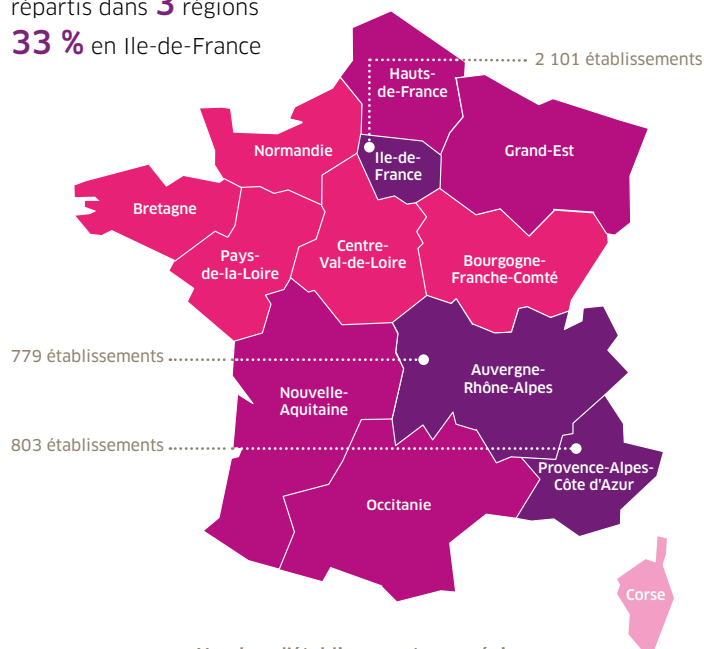 répartis dans 3 régions
33 % en Ile-de-France
2 101 établissements
Hauts-
de-France
Normandie
Ile-de-
France
Grand-Est
Bretagne
Pays-
de-la-Loire
Centre-
Val-de-Loire
Bourgogne-
Franche-Comté
779 établissements
Auvergne-
Rhône-Alpes
Nouvelle-
Aquitaine
803 établissements
Provence-Alpes-
Côte d'Azur
Occitanie
Corse